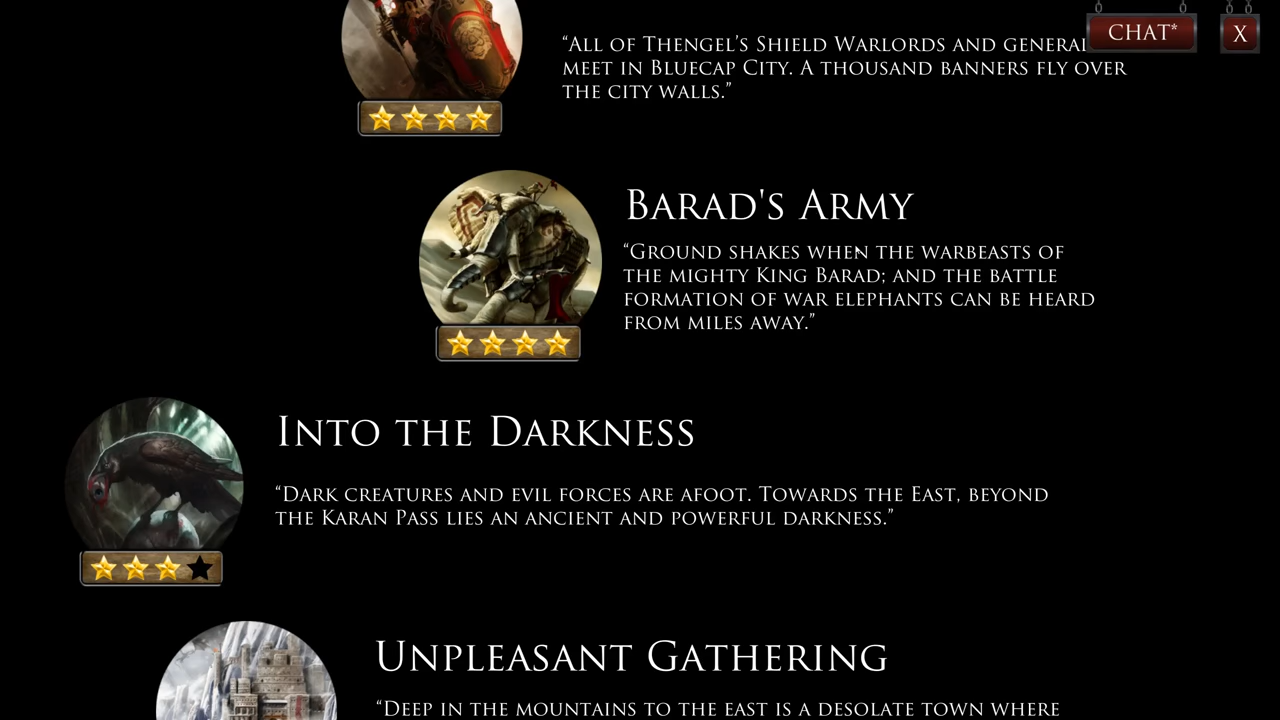 CHAT*
X
“All of Thengel’s Shield Warlords and general
meet in Bluecap City. A thousand banners fly over
the city walls.”
Barad's Army
“Ground shakes when the warbeasts of
the mighty King Barad; and the battle
formation of war elephants can be heard
from miles away.”
Into the Darkness
“Dark creatures and evil forces are afoot. Towards the East, beyond
the Karan Pass lies an ancient and powerful darkness.”
Unpleasant Gathering
“Deep in the mountains to the east is a desolate town where